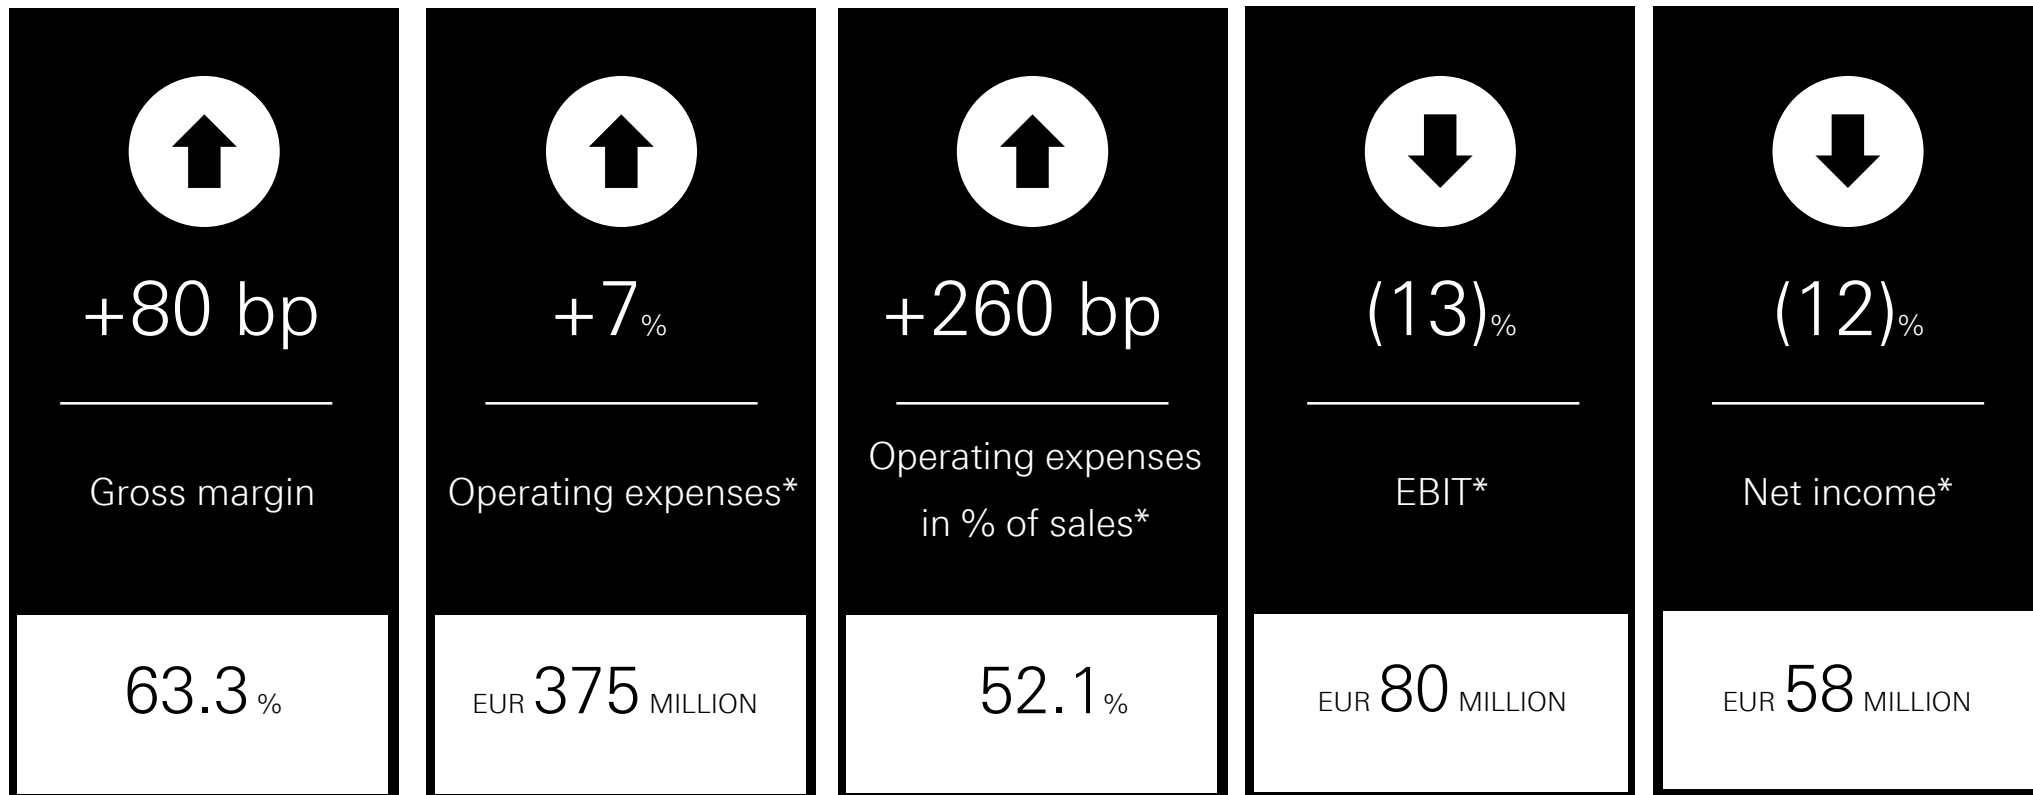 +80 bp
Gross margin
63.3 %
+7%
Operating expenses*
EUR 375 MILLION
+260 bp
Operating expenses
in % of sales*
52.1%
(13)%
EBIT*
EUR 80 MILLION
(12)%
Net income*
EUR 58 MILLION